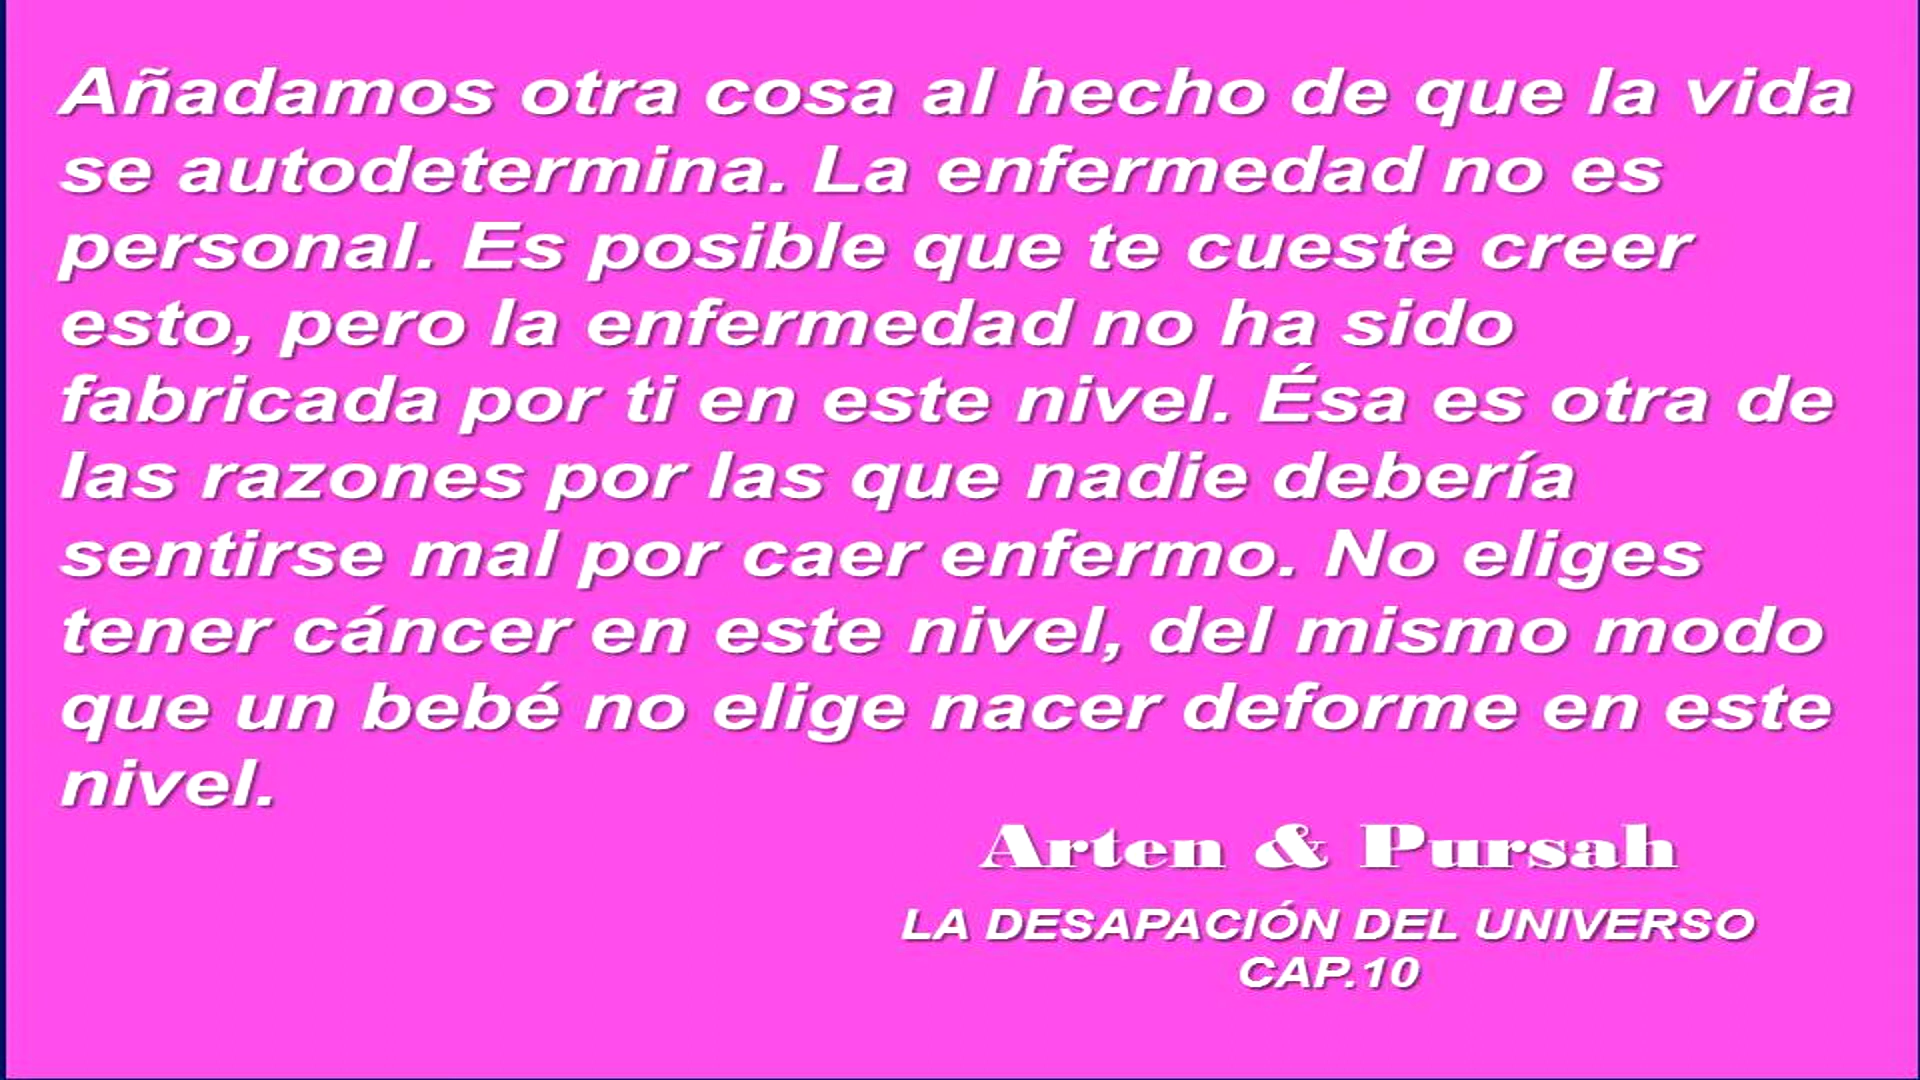 Añadamos otra cosa al hecho de que la vida
se autodetermina. La enfermedad no es
personal. Es posible que te cueste creer
esto, pero la enfermedad no ha sido
fabricada por ti en este nivel. Ésa es otra de
las razones por las que nadie debería
sentirse mal por caer enfermo. No eliges
tener cáncer en este nivel, del mismo modo
que un bebé no elige nacer deforme en este
nivel.
Arten & Pursah
LA DESAPACIÓN DEL UNIVERSO
CAP.10